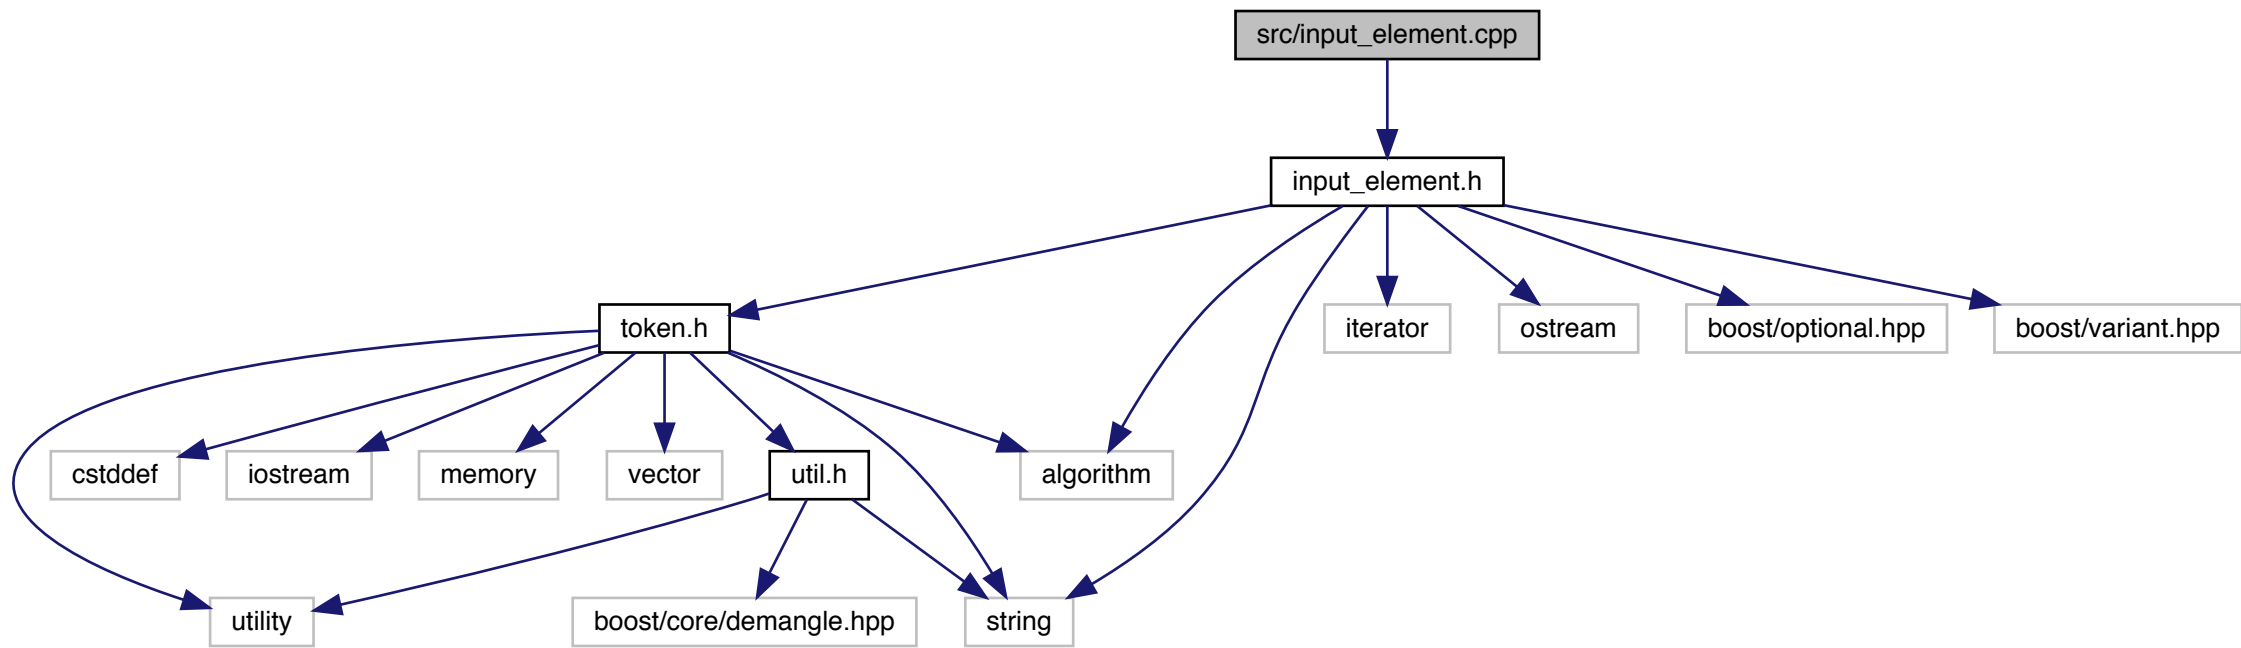 src/input_element.cpp
input_element.h
token.h
iterator
ostream
boost/optional.hpp
boost/variant.hpp
cstddef
iostream
memory
vector
util.h
algorithm
utility
boost/core/demangle.hpp
string